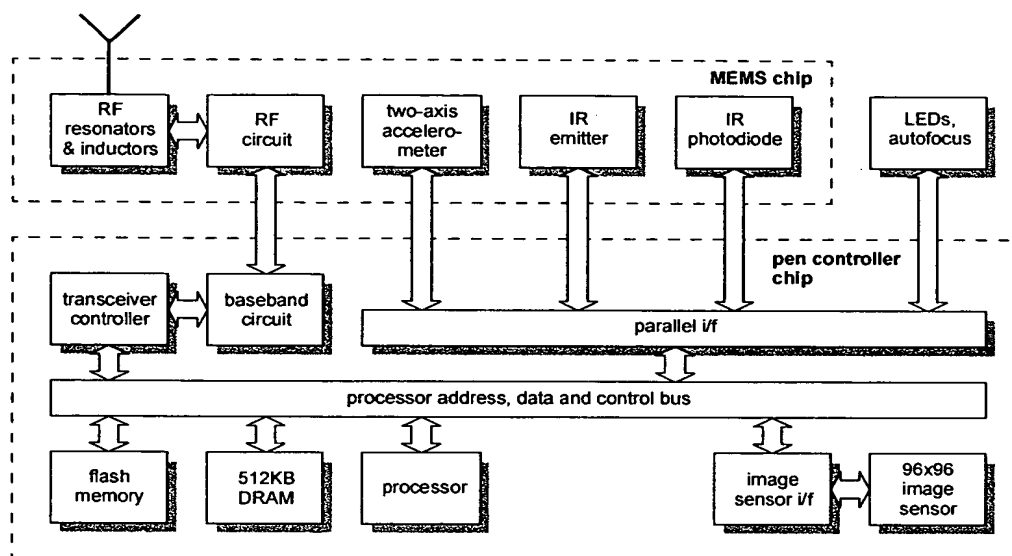 MEMS chip
RF
resonators
& inductors
RF
circuit
two-axis
accelero-
meter
IR
emitter
IR
photodiode
LEDs,
autofocus
pen controller
chip
transceiver
controller
baseband
circuit
parallel i/f
processor address, data and control bus
flash
memory
512KB
DRAM
processor
image
sensor i/f
96x96
image
sensor